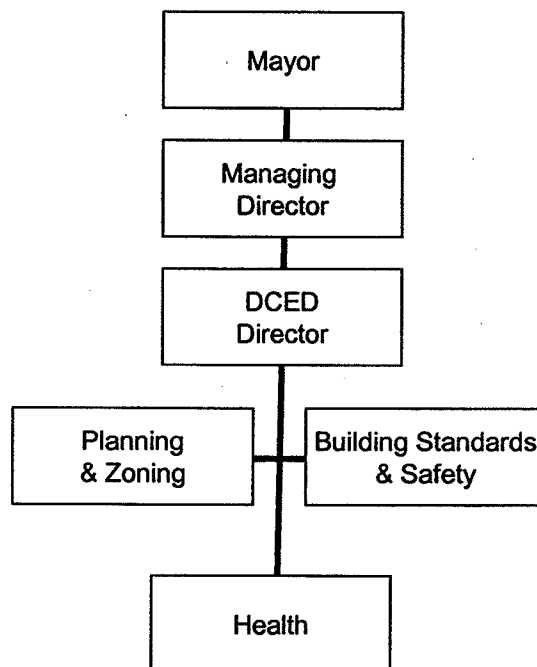 Mayor
Managing
Director
DCED
Director
Planning
& Zoning
Building Standards
& Safety
Health